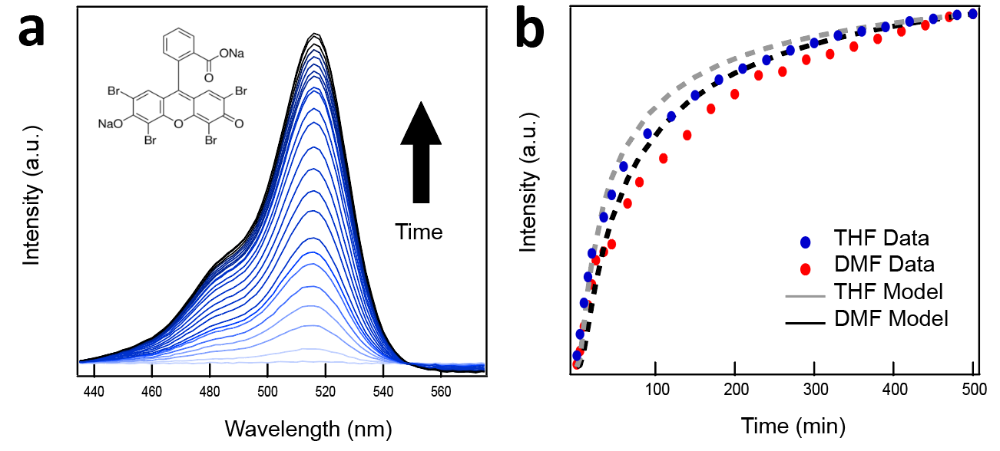 a
ONa
O
Br
Br
NaO
O
O
Br
Br
Time
Intensity (a.u.)
440 460 480 500 520 540 560
Wavelength (nm)
b
Intensity (a.u.)
THF Data
DMF Data
THF Model
DMF Model
100 200 300 400 500
Time (min)